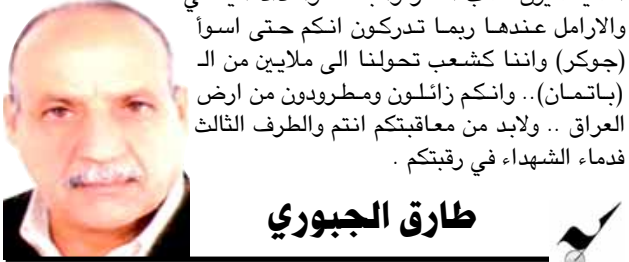 والارامل عندها ربما تدركون انكم حتى اسوأ
(جوكر) واننا كشعب تحولنا الى ملايين من الـ
(باتمان).. وانكم زائلون ومطرودون من ارض
العراق .. ولابد من معاقبتكم انتم والطرف الثالث
فدماء الشهداء في رقبتكم .
طارق الجبوري